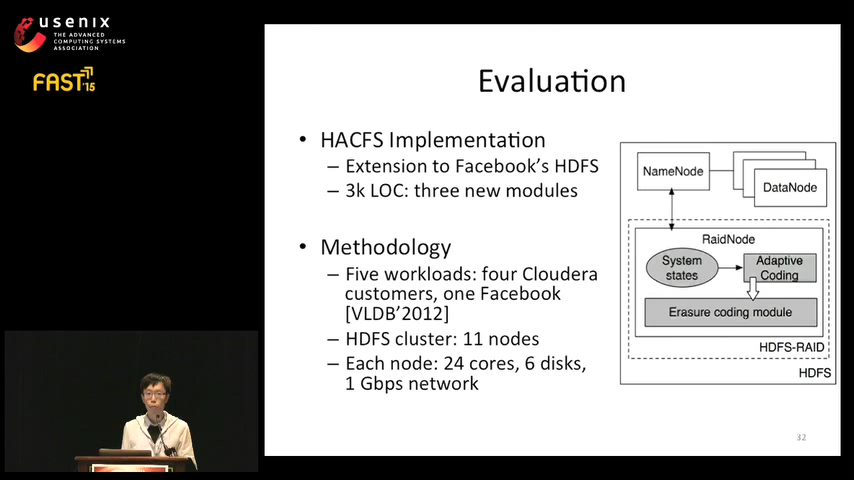 usenix
THE ADVANCED
COMPUTING SYSTEMS
ASSOCIATION
FAST '15
Evaluation
• HACFS Implementation
– Extension to Facebook's HDFS
– 3k LOC: three new modules
• Methodology
– Five workloads: four Cloudera
customers, one Facebook
[VLDB'2012]
– HDFS cluster: 11 nodes
– Each node: 24 cores, 6 disks,
1 Gbps network
NameNode
DataNode
RaidNode
System
states
Adaptive
Coding
Erasure coding module
HDFS-RAID
HDFS
32